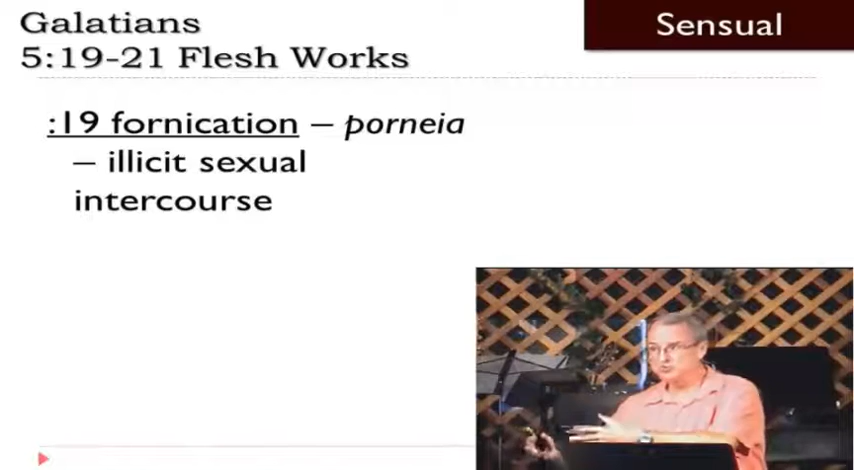 Galatians
5:19-21 Flesh Works
Sensual
:19 fornication – porneia
– illicit sexual
intercourse